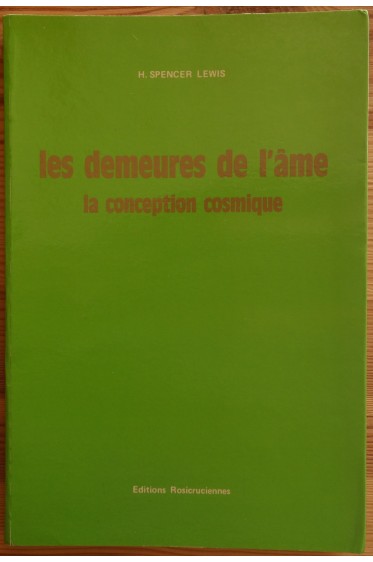 H. SPENCER LEWIS
les demeures de l'âme
la conception cosmique
Editions Rosicruciennes